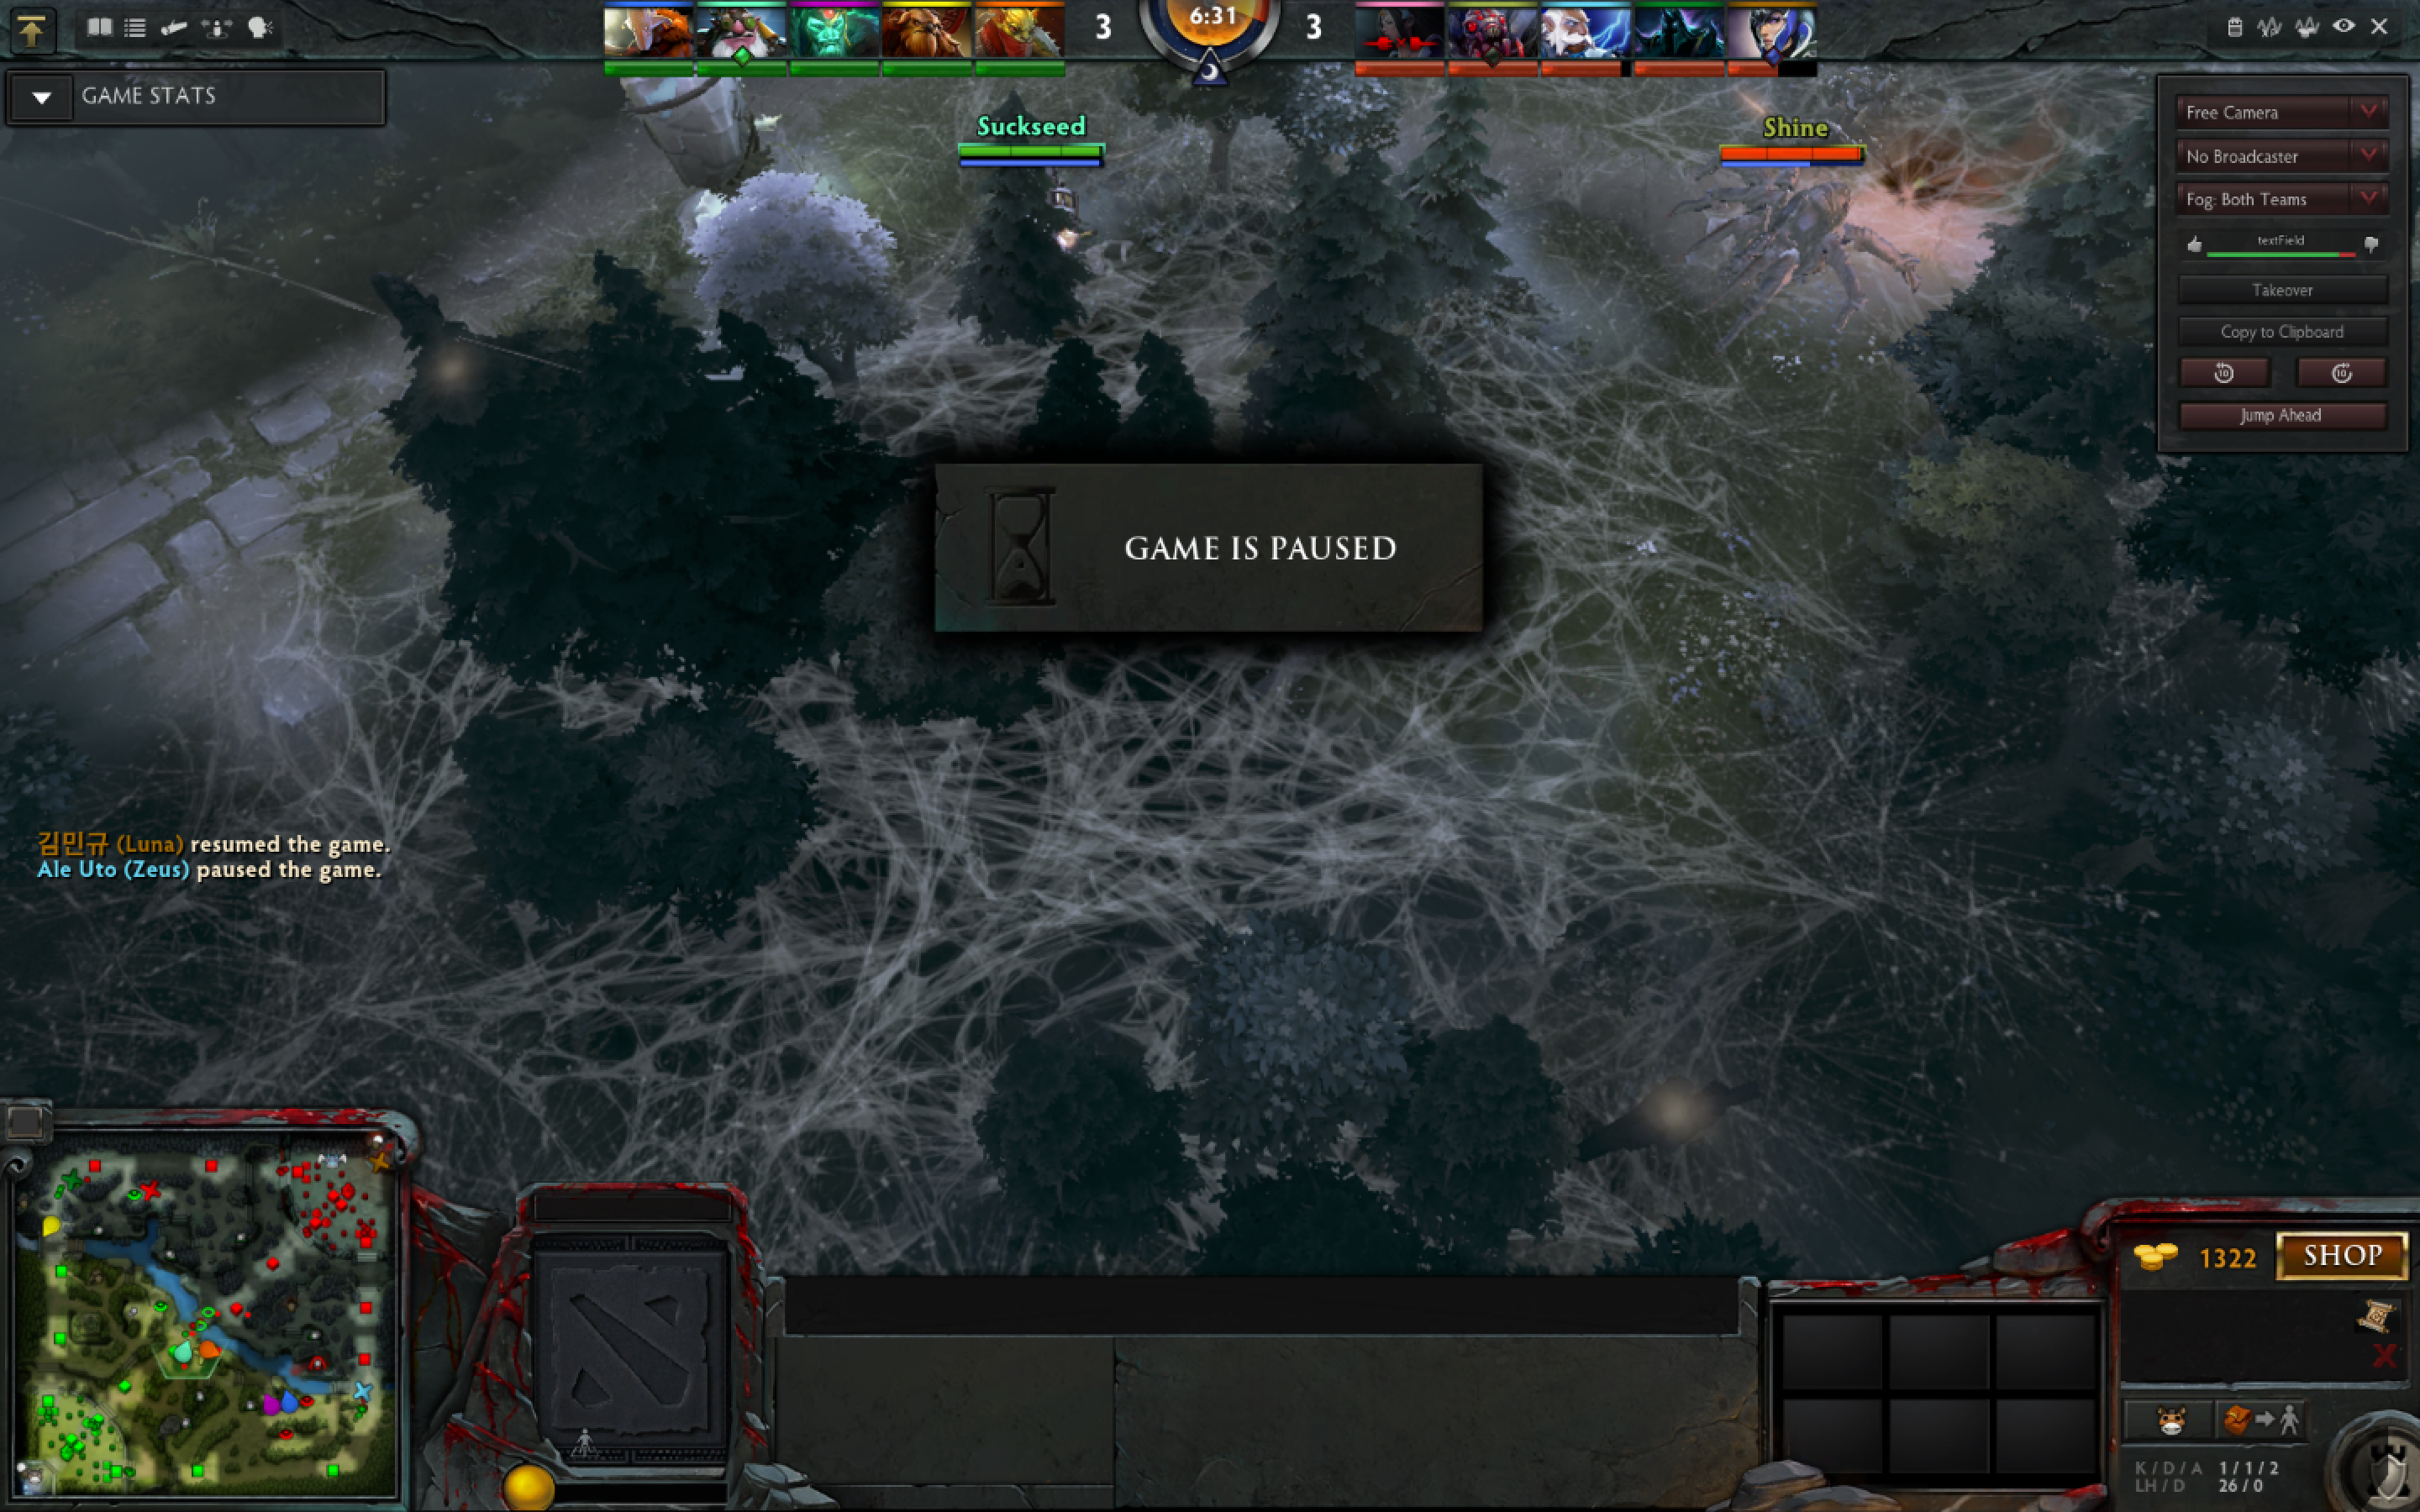 3
6:31
3
GAME STATS
Suckseed
Shine
Free Camera
No Broadcaster
Fog: Both Teams
textField
Takeover
Copy to Clipboard
10
10
Jump Ahead
GAME IS PAUSED
김민규 (Luna) resumed the game.
Ale Uto (Zeus) paused the game.
1322
SHOP
K / D / A 1 / 1 / 2
LH / D 26 / 0